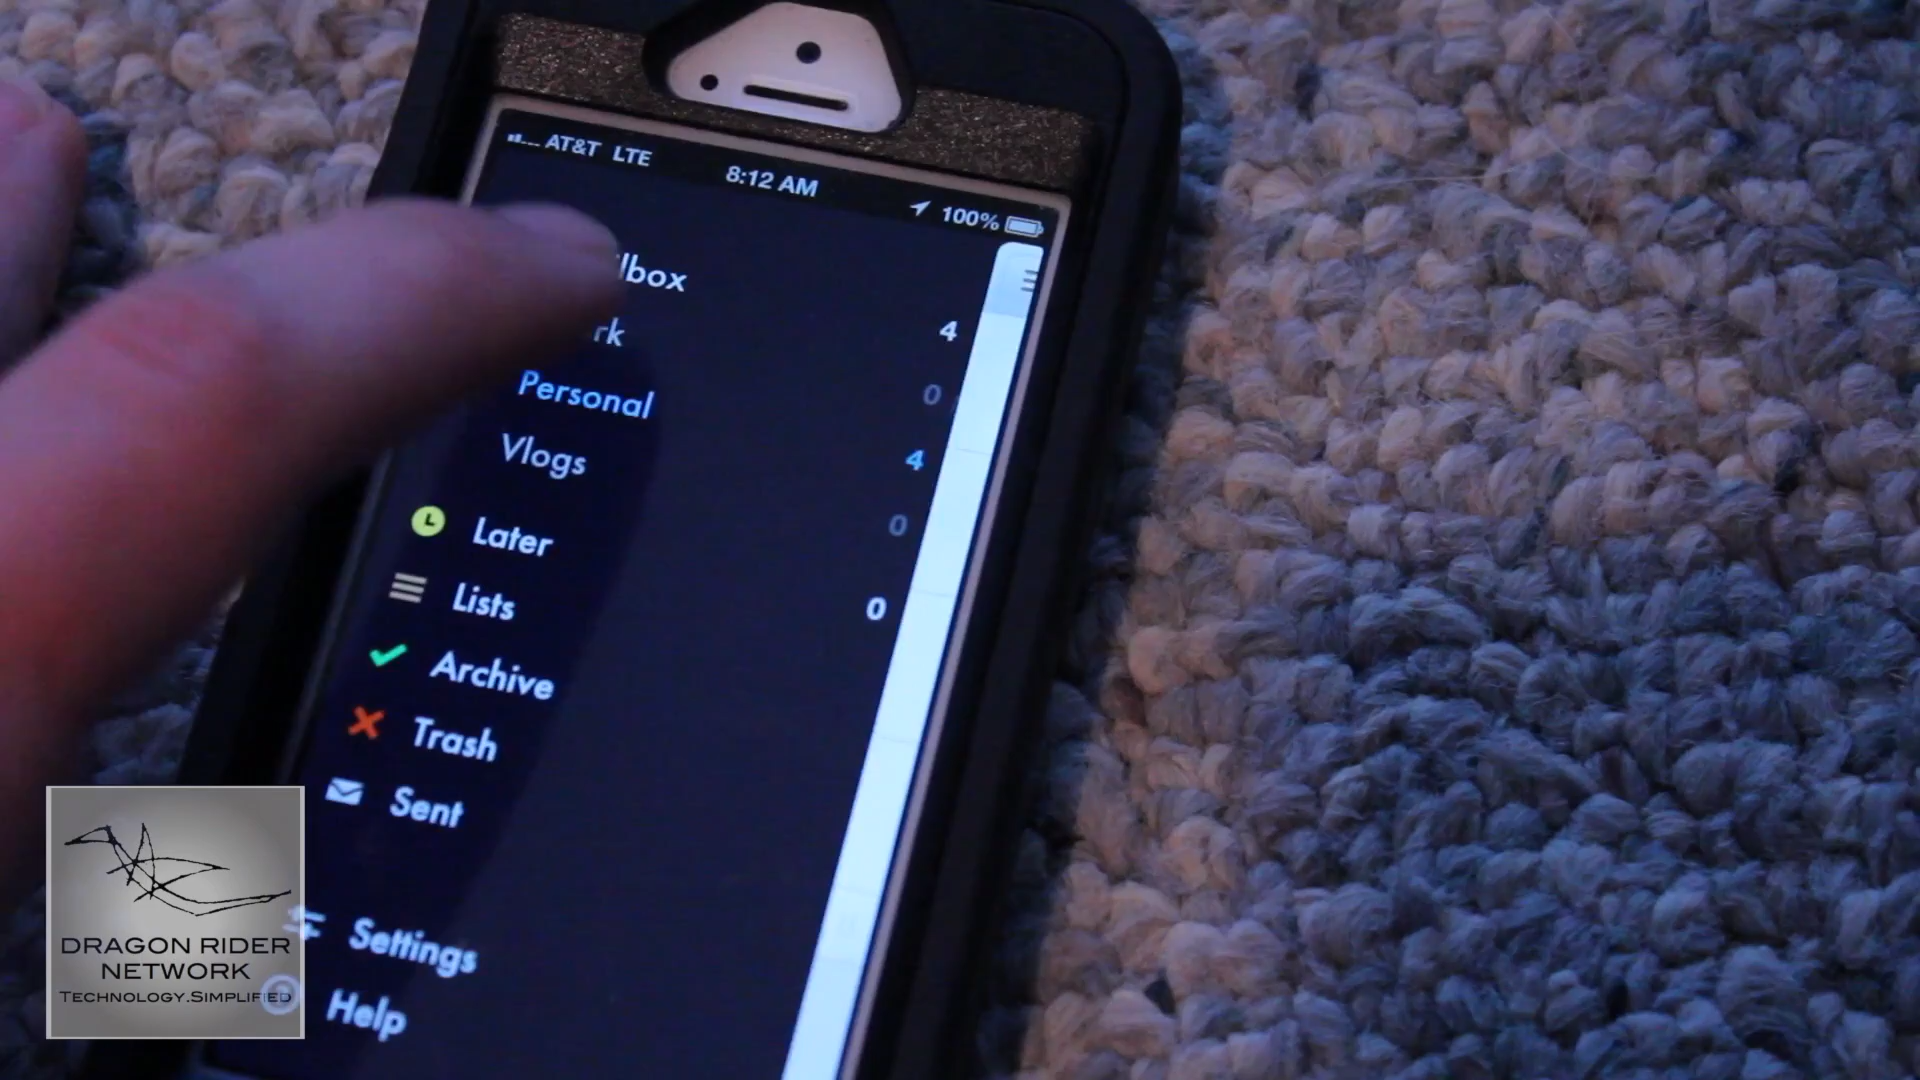 AT&T LTE 8:12 AM 100%
lbox
rk 4
Personal 0
Vlogs 4
Later 0
Lists 0
Archive
Trash
Sent
Settings
Help
DRAGON RIDER
NETWORK
TECHNOLOGY.SIMPLIFIED